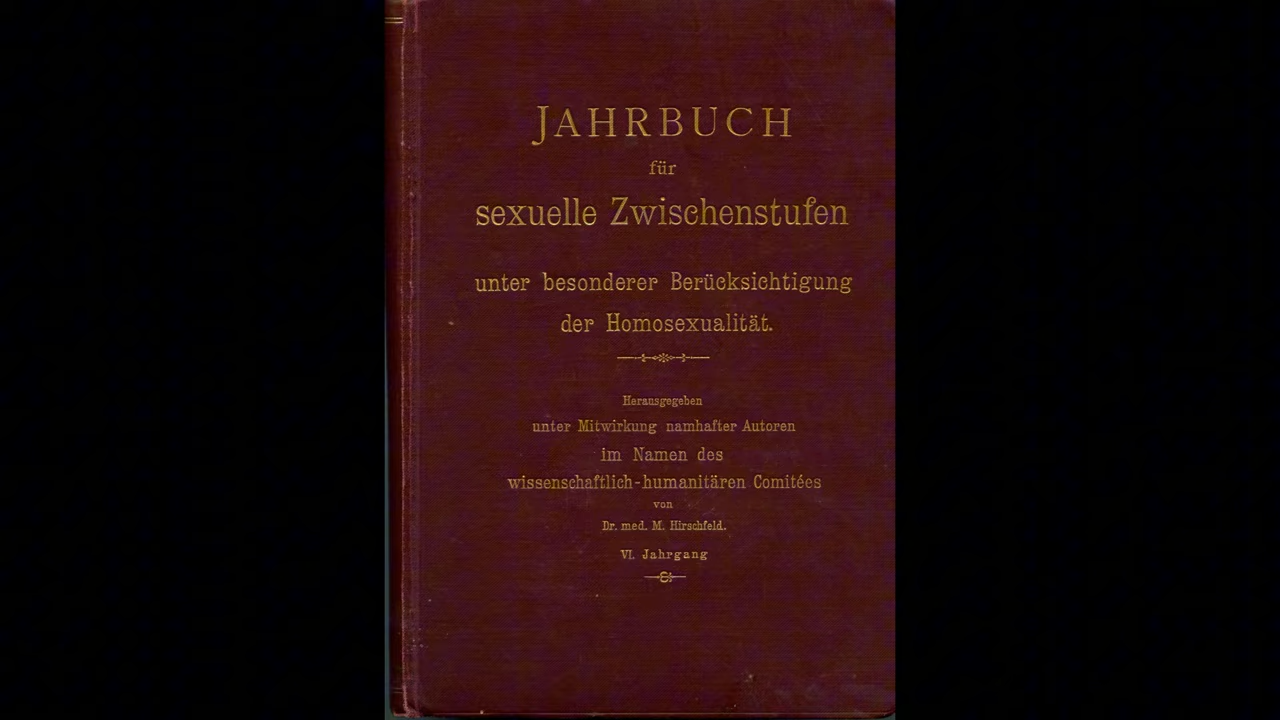 JAHRBUCH
für
sexuelle Zwischenstufen
unter besonderer Berücksichtigung
der Homosexualität.
Herausgegeben
unter Mitwirkung namhafter Autoren
im Namen des
wissenschaftlich-humanitären Comitées
von
Dr. med. M. Hirschfeld.
VI. Jahrgang